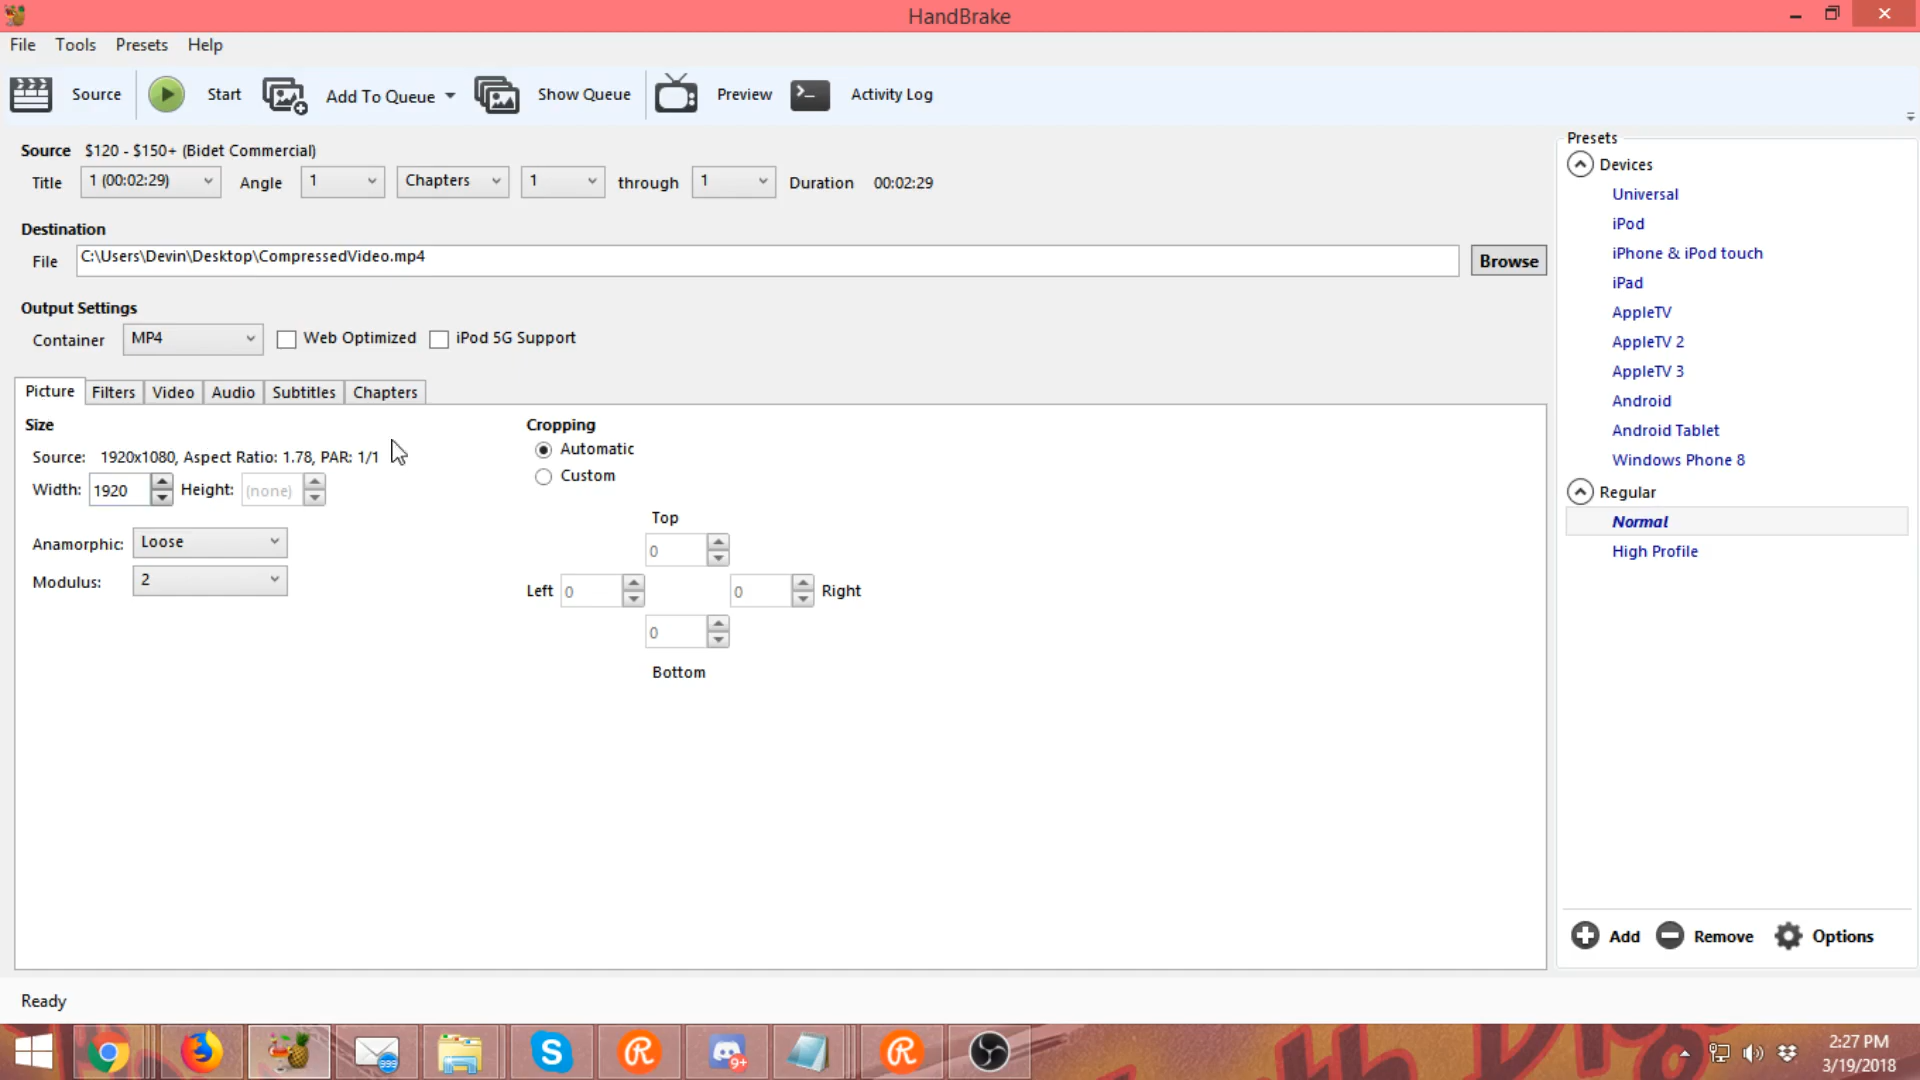 HandBrake
File Tools Presets Help
Source Start Add To Queue Show Queue Preview Activity Log
Source $120 - $150+ (Bidet Commercial)
Title 1 (00:02:29) Angle 1 Chapters 1 through 1 Duration 00:02:29
Destination
File C:\Users\Devin\Desktop\CompressedVideo.mp4 Browse
Output Settings
Container MP4 Web Optimized iPod 5G Support
Picture Filters Video Audio Subtitles Chapters
Size
Source: 1920x1080, Aspect Ratio: 1.78, PAR: 1/1
Width: 1920 Height: (none)
Anamorphic: Loose
Modulus: 2
Cropping
Automatic
Custom
Top
0
Left 0 0 Right
0
Bottom
Presets
Devices
Universal
iPod
iPhone & iPod touch
iPad
AppleTV
AppleTV 2
AppleTV 3
Android
Android Tablet
Windows Phone 8
Regular
Normal
High Profile
Add Remove Options
Ready
999
S
R
9+
R
2:27 PM
3/19/2018